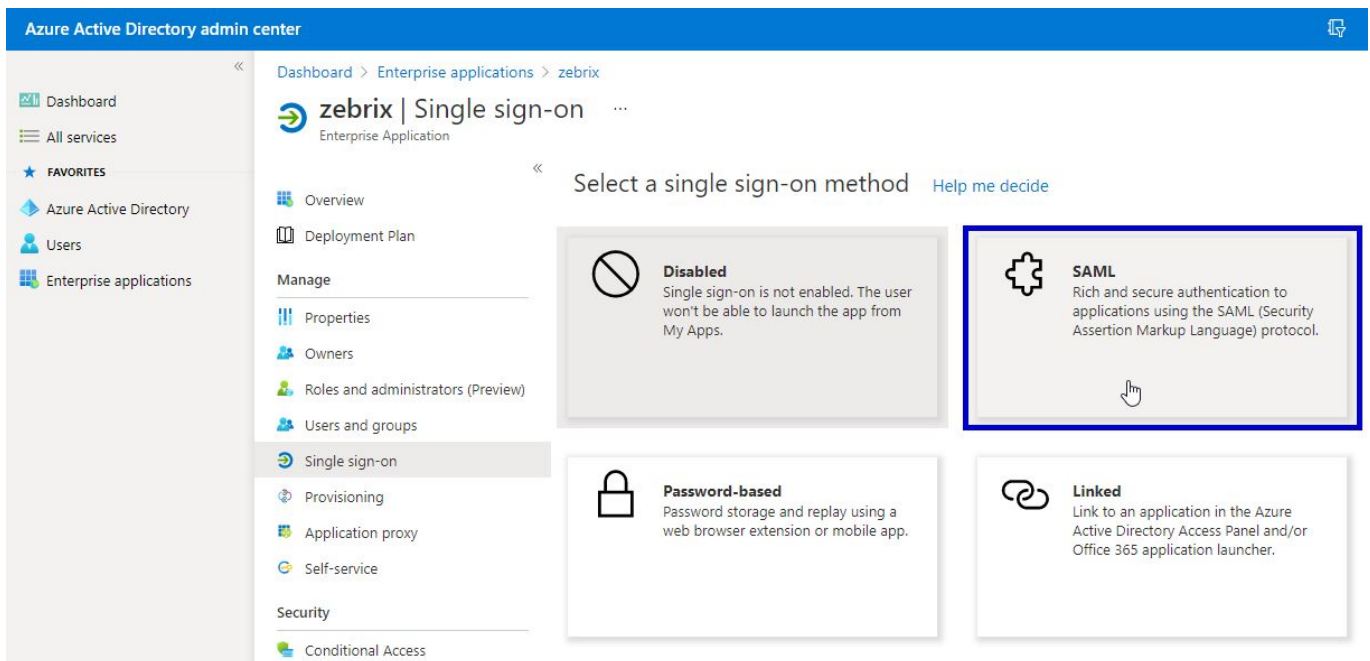 Azure Active Directory admin center
Dashboard
All services
FAVORITES
Azure Active Directory
Users
Enterprise applications
Dashboard > Enterprise applications > zebrix
zebrix | Single sign-on ...
Enterprise Application
Overview
Deployment Plan
Manage
Properties
Owners
Roles and administrators (Preview)
Users and groups
Single sign-on
Provisioning
Application proxy
Self-service
Security
Conditional Access
Select a single sign-on method Help me decide
Disabled
Single sign-on is not enabled. The user
won't be able to launch the app from
My Apps.
SAML
Rich and secure authentication to
applications using the SAML (Security
Assertion Markup Language) protocol.
Password-based
Password storage and replay using a
web browser extension or mobile app.
Linked
Link to an application in the Azure
Active Directory Access Panel and/or
Office 365 application launcher.